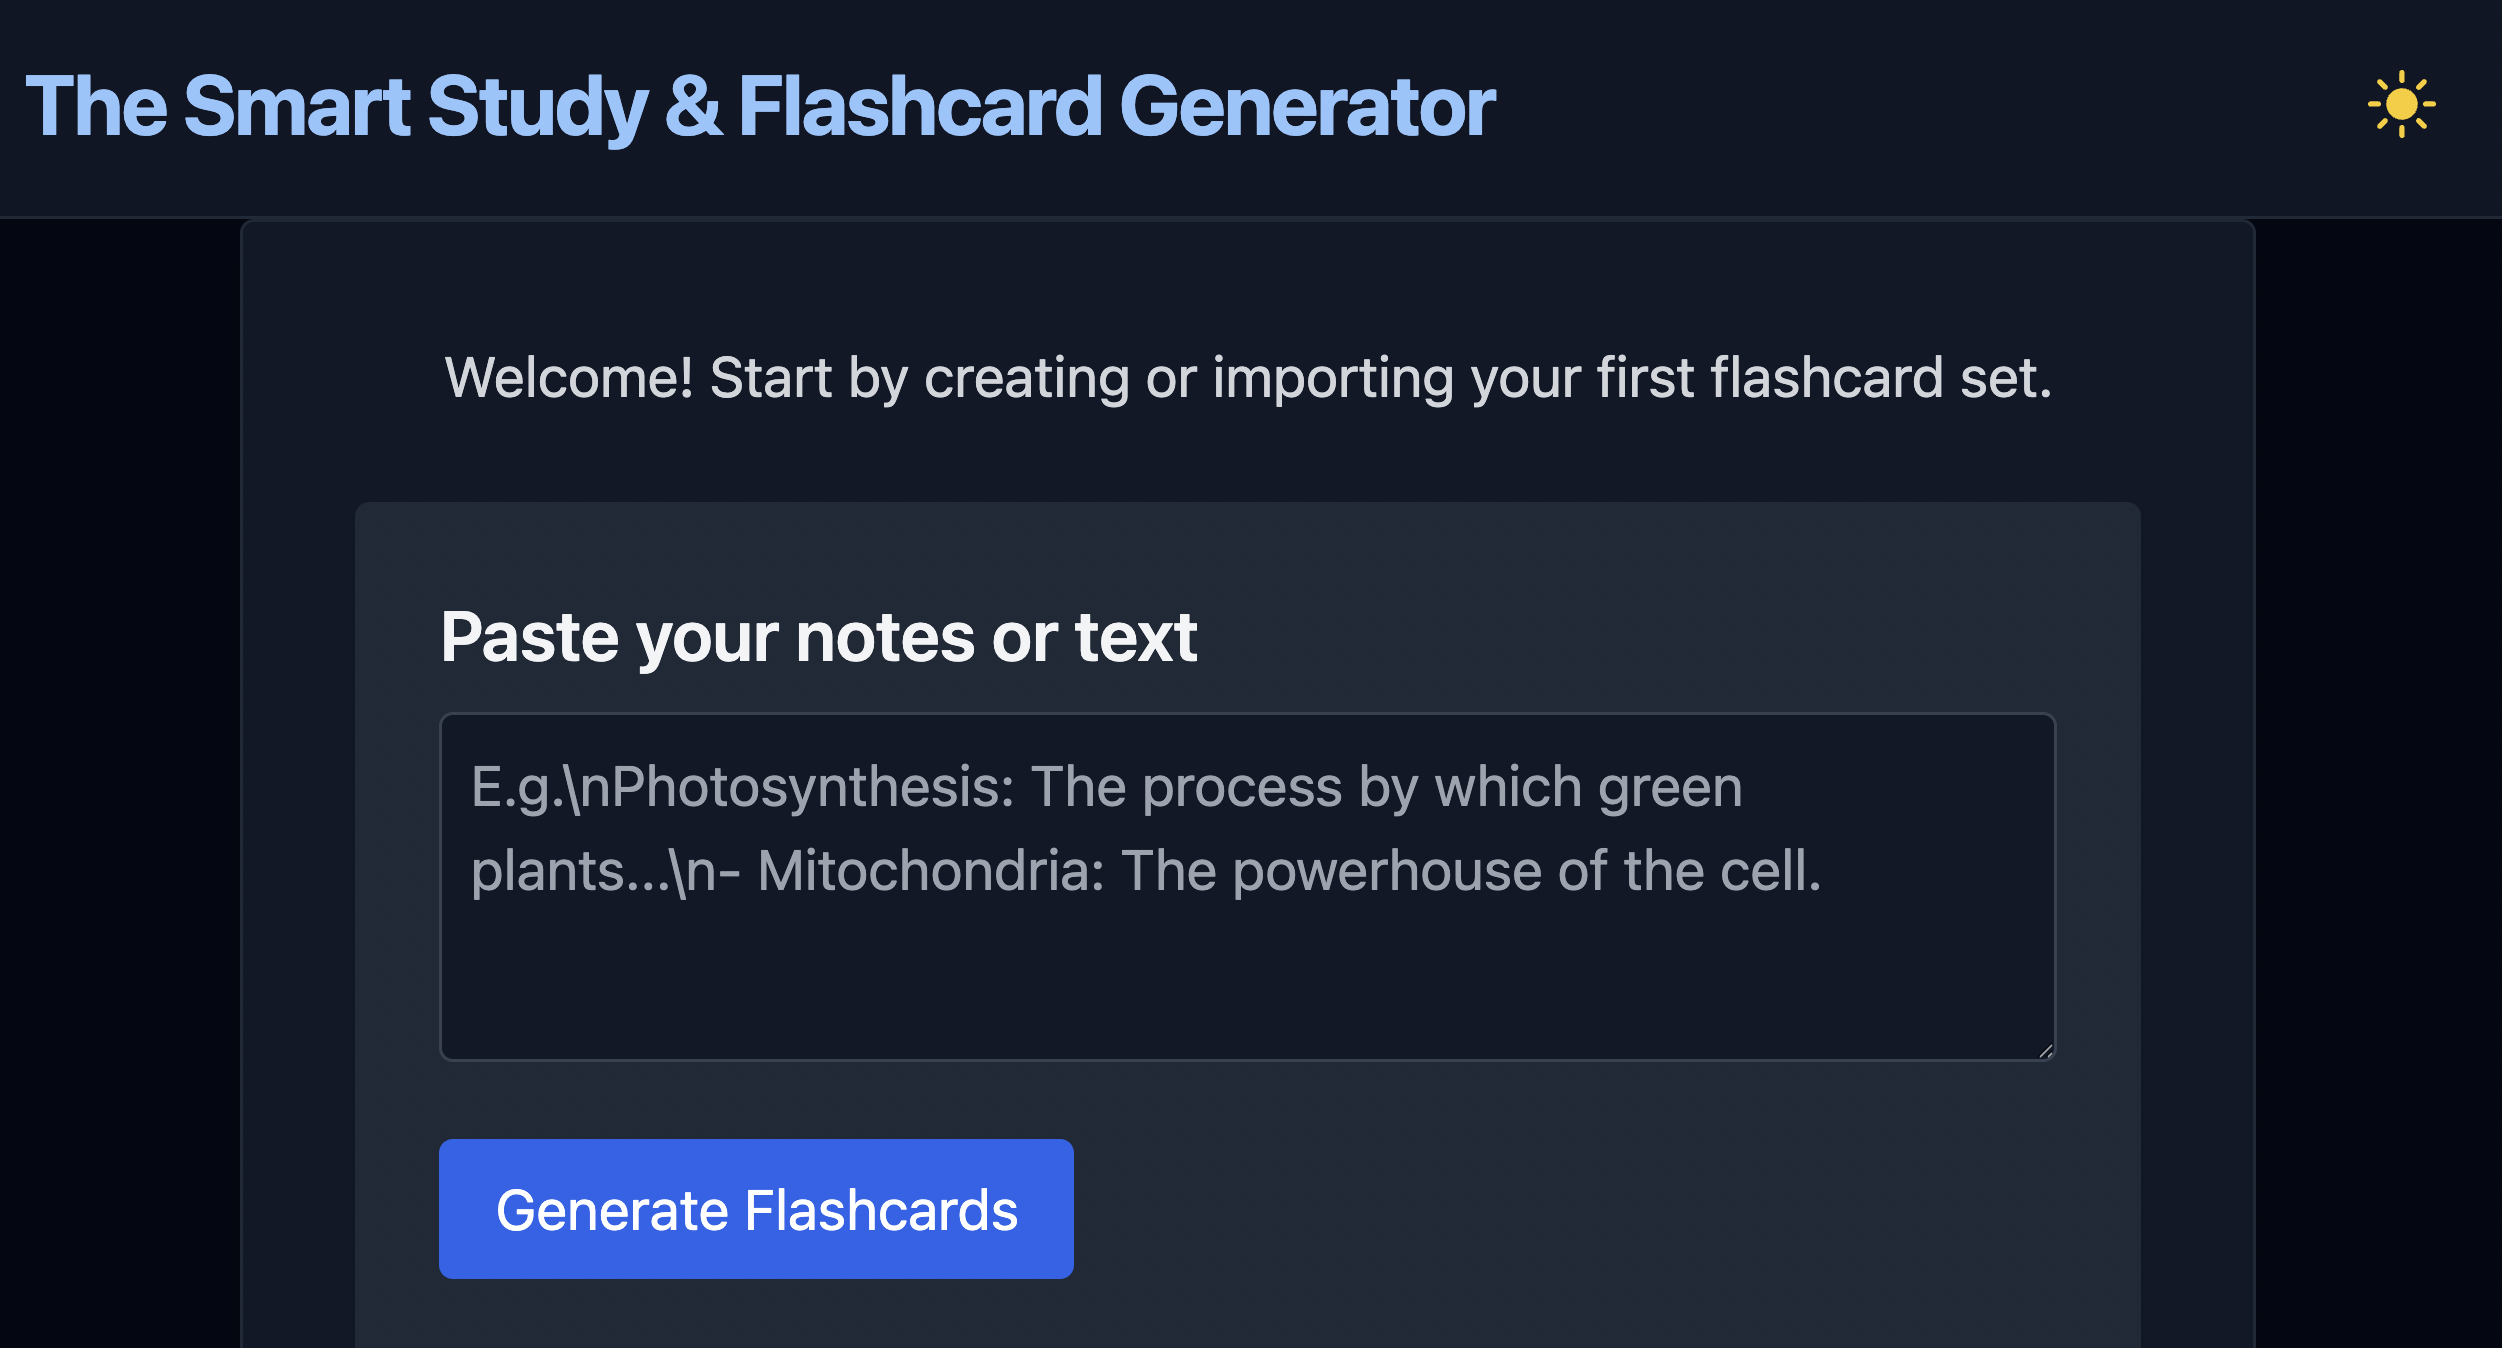 The Smart Study & Flashcard Generator
Welcome! Start by creating or importing your first flashcard set.
Paste your notes or text
E.g.\nPhotosynthesis: The process by which green
plants...\n- Mitochondria: The powerhouse of the cell.
Generate Flashcards